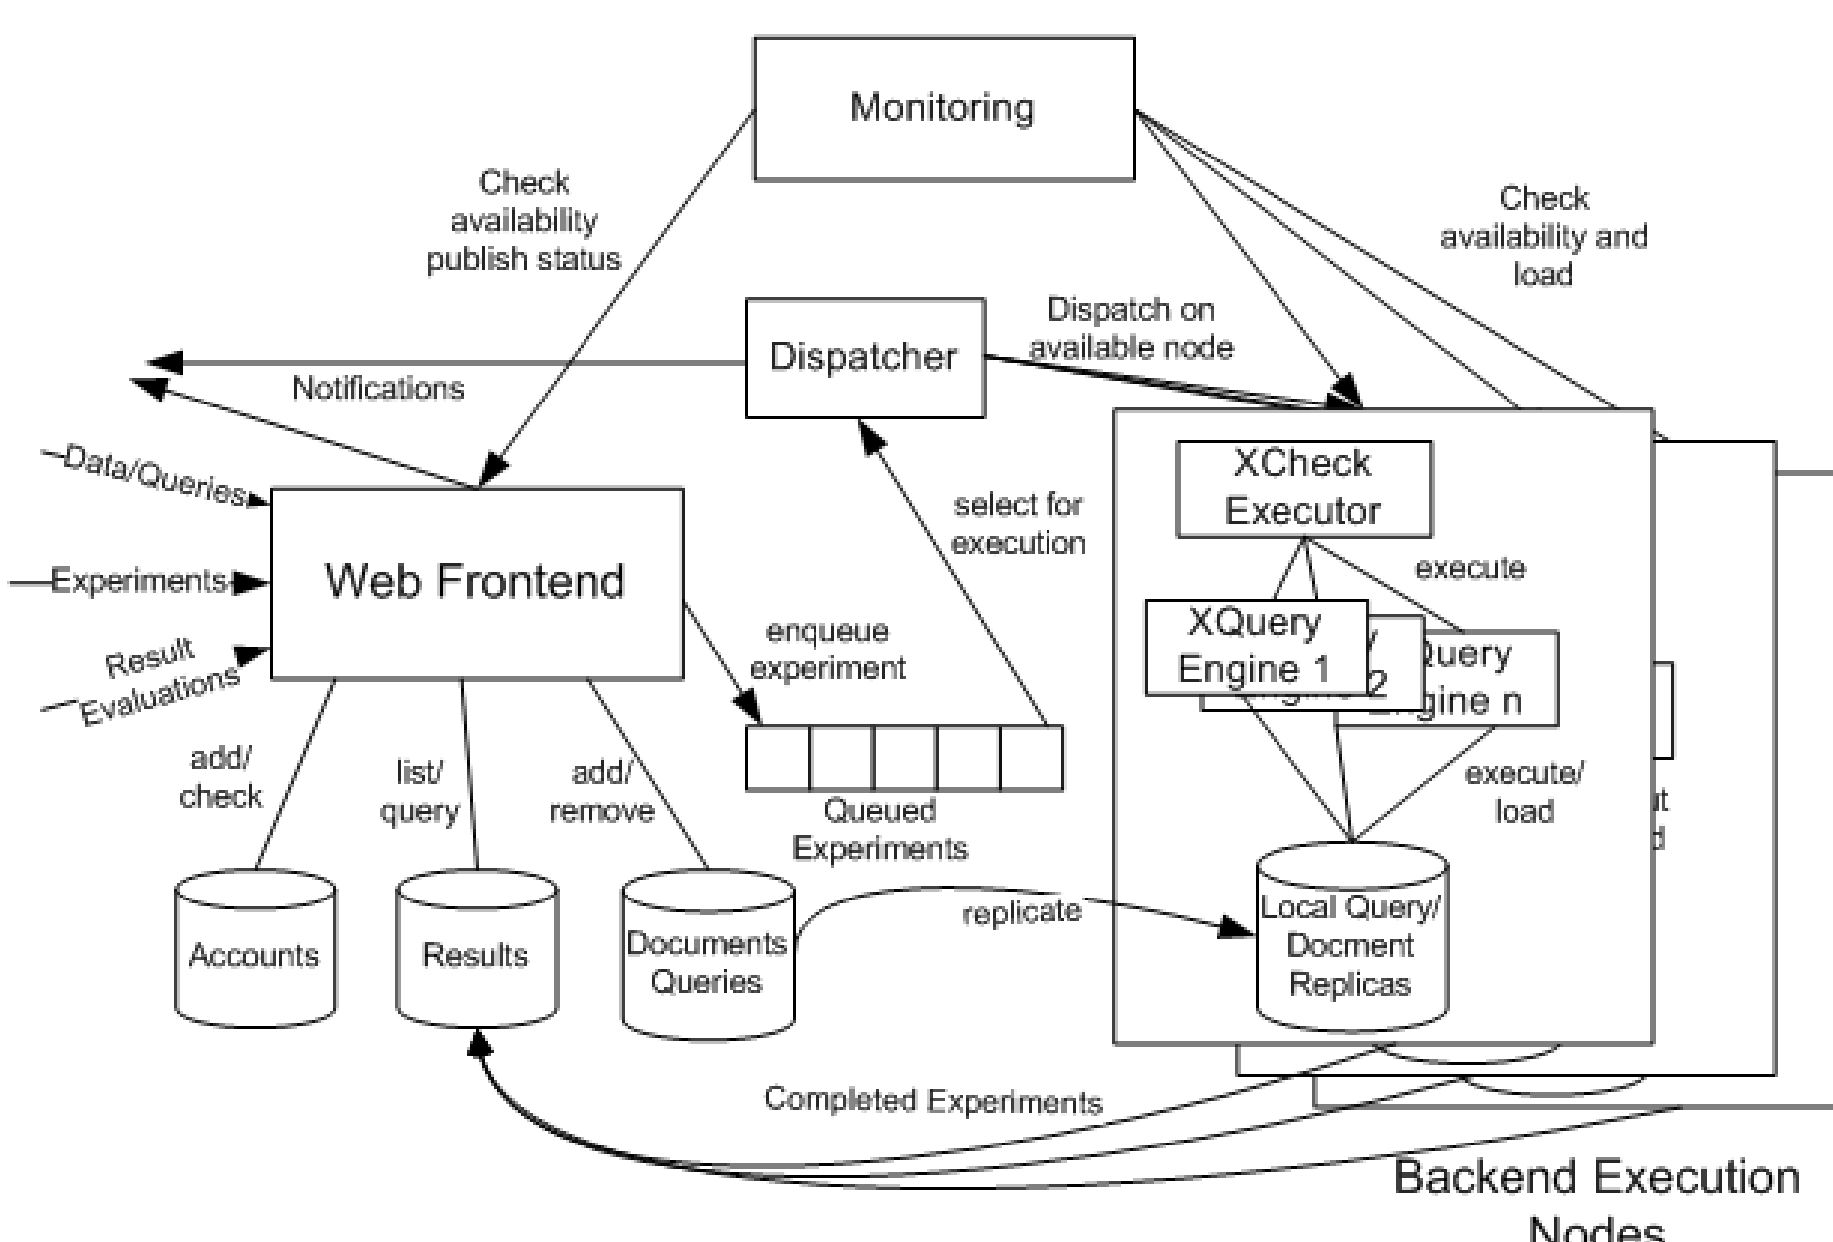 Monitoring
Check
availability
publish status
Check
availability and
load
Dispatch on
available node
Dispatcher
Notifications
Data/Queries
XCheck
Executor
select for
execution
execute
Experiments
Web Frontend
XQuery
Engine 1
2
Query
gine n
enqueue
experiment
Result
Evaluations
add/
check
list/
query
add/
remove
execute/
load
Queued
Experiments
replicate
Accounts
Results
Documents
Queries
Local Query/
Docment
Replicas
Completed Experiments
Backend Execution
Nodes